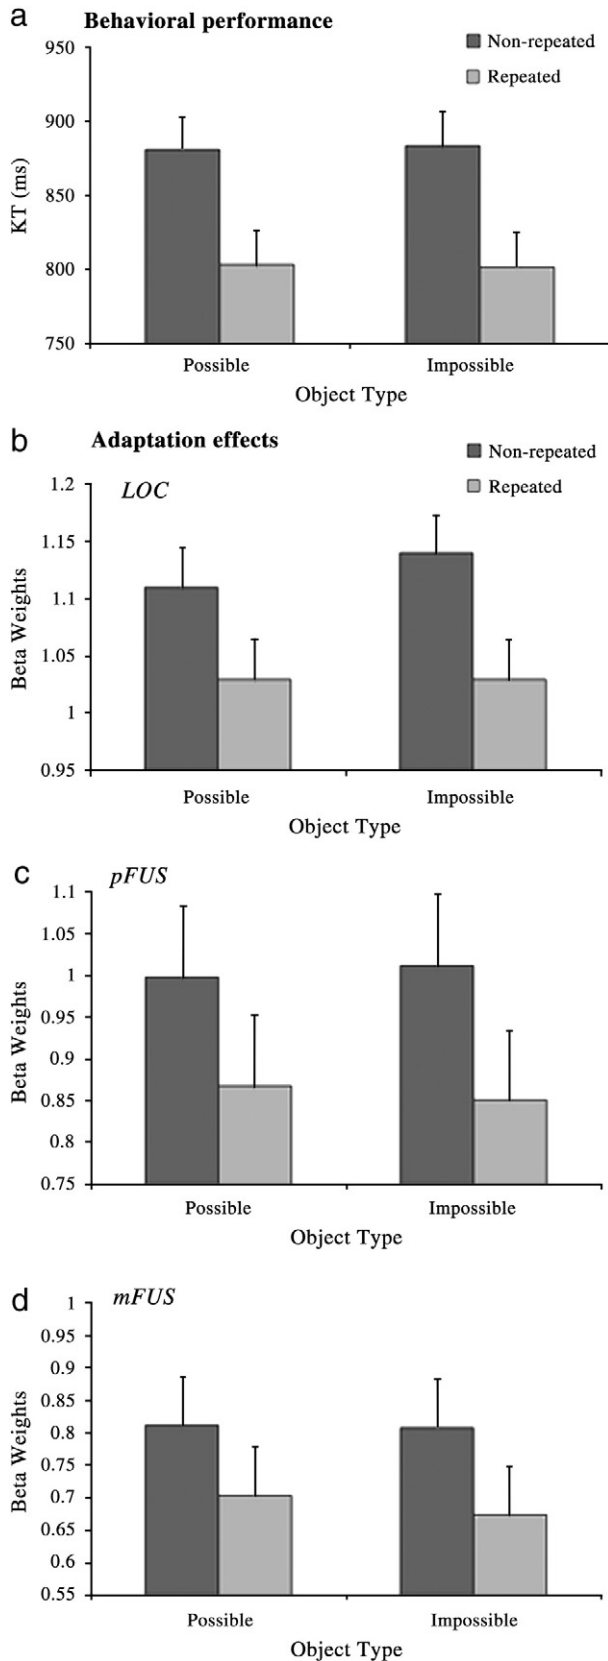 a
Behavioral performance
Non-repeated
Repeated
950
900
850
800
750
KT (ms)
Possible
Impossible
Object Type
b
Adaptation effects
Non-repeated
Repeated
LOC
1.2
1.15
1.1
1.05
1
0.95
Beta Weights
Possible
Impossible
Object Type
c
pFUS
1.1
1.05
1
0.95
0.9
0.85
0.8
0.75
Beta Weights
Possible
Impossible
Object Type
d
mFUS
1
0.95
0.9
0.85
0.8
0.75
0.7
0.65
0.6
0.55
Beta Weights
Possible
Impossible
Object Type